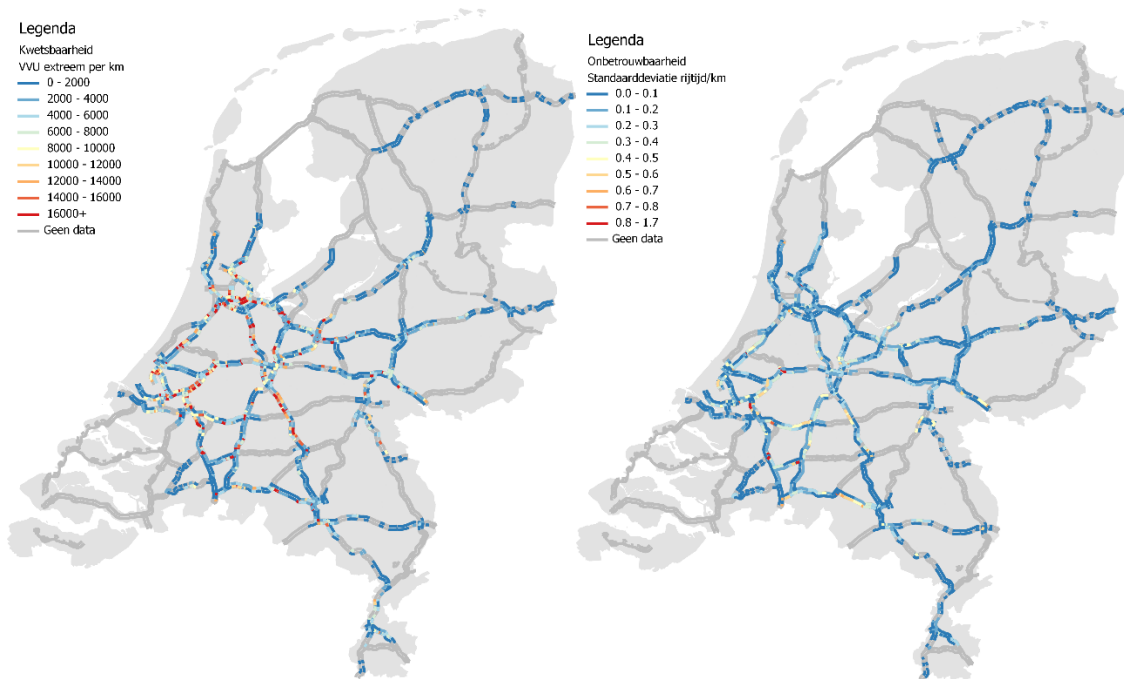 Legenda
Kwetsbaarheid
VVU extreem per km
0 - 2000
2000 - 4000
4000 - 6000
6000 - 8000
8000 - 10000
10000 - 12000
12000 - 14000
14000 - 16000
16000+
Geen data
Legenda
Onbetrouwbaarheid
Standaarddeviatie rijtijd/km
0.0 - 0.1
0.1 - 0.2
0.2 - 0.3
0.3 - 0.4
0.4 - 0.5
0.5 - 0.6
0.6 - 0.7
0.7 - 0.8
0.8 - 1.7
Geen data